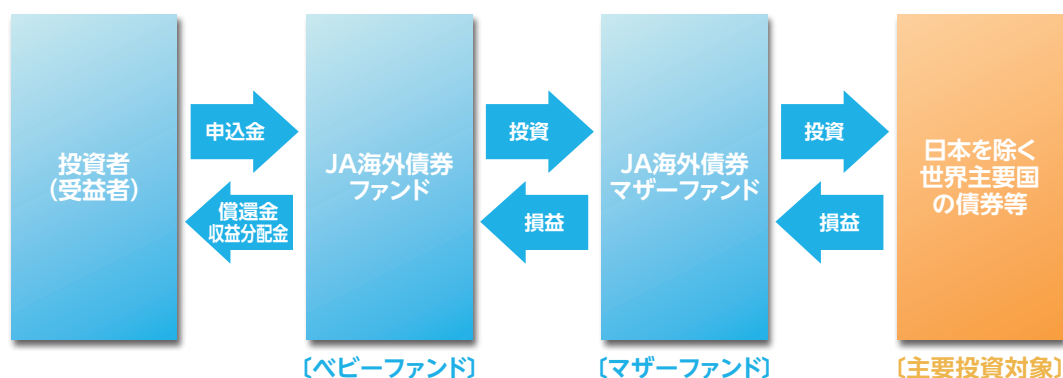 投資者
(受益者)
申込金
償還金
収益分配金
JA海外債券
ファンド
投資
損益
JA海外債券
マザーファンド
投資
損益
日本を除く
世界主要国
の債券等
〔ベビーファンド〕
〔マザーファンド〕
〔主要投資対象〕